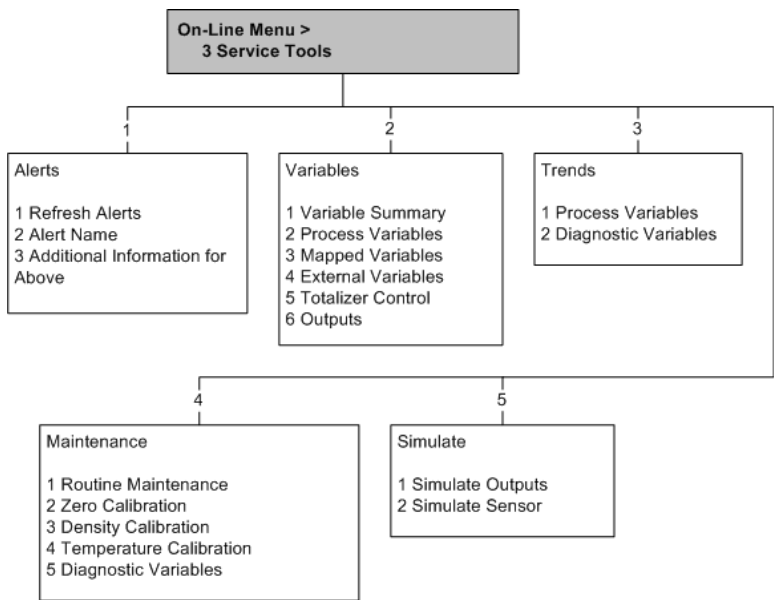 On-Line Menu >
3 Service Tools
1
2
3
Alerts
1 Refresh Alerts
2 Alert Name
3 Additional Information for
Above
Variables
1 Variable Summary
2 Process Variables
3 Mapped Variables
4 External Variables
5 Totalizer Control
6 Outputs
Trends
1 Process Variables
2 Diagnostic Variables
4
5
Maintenance
1 Routine Maintenance
2 Zero Calibration
3 Density Calibration
4 Temperature Calibration
5 Diagnostic Variables
Simulate
1 Simulate Outputs
2 Simulate Sensor